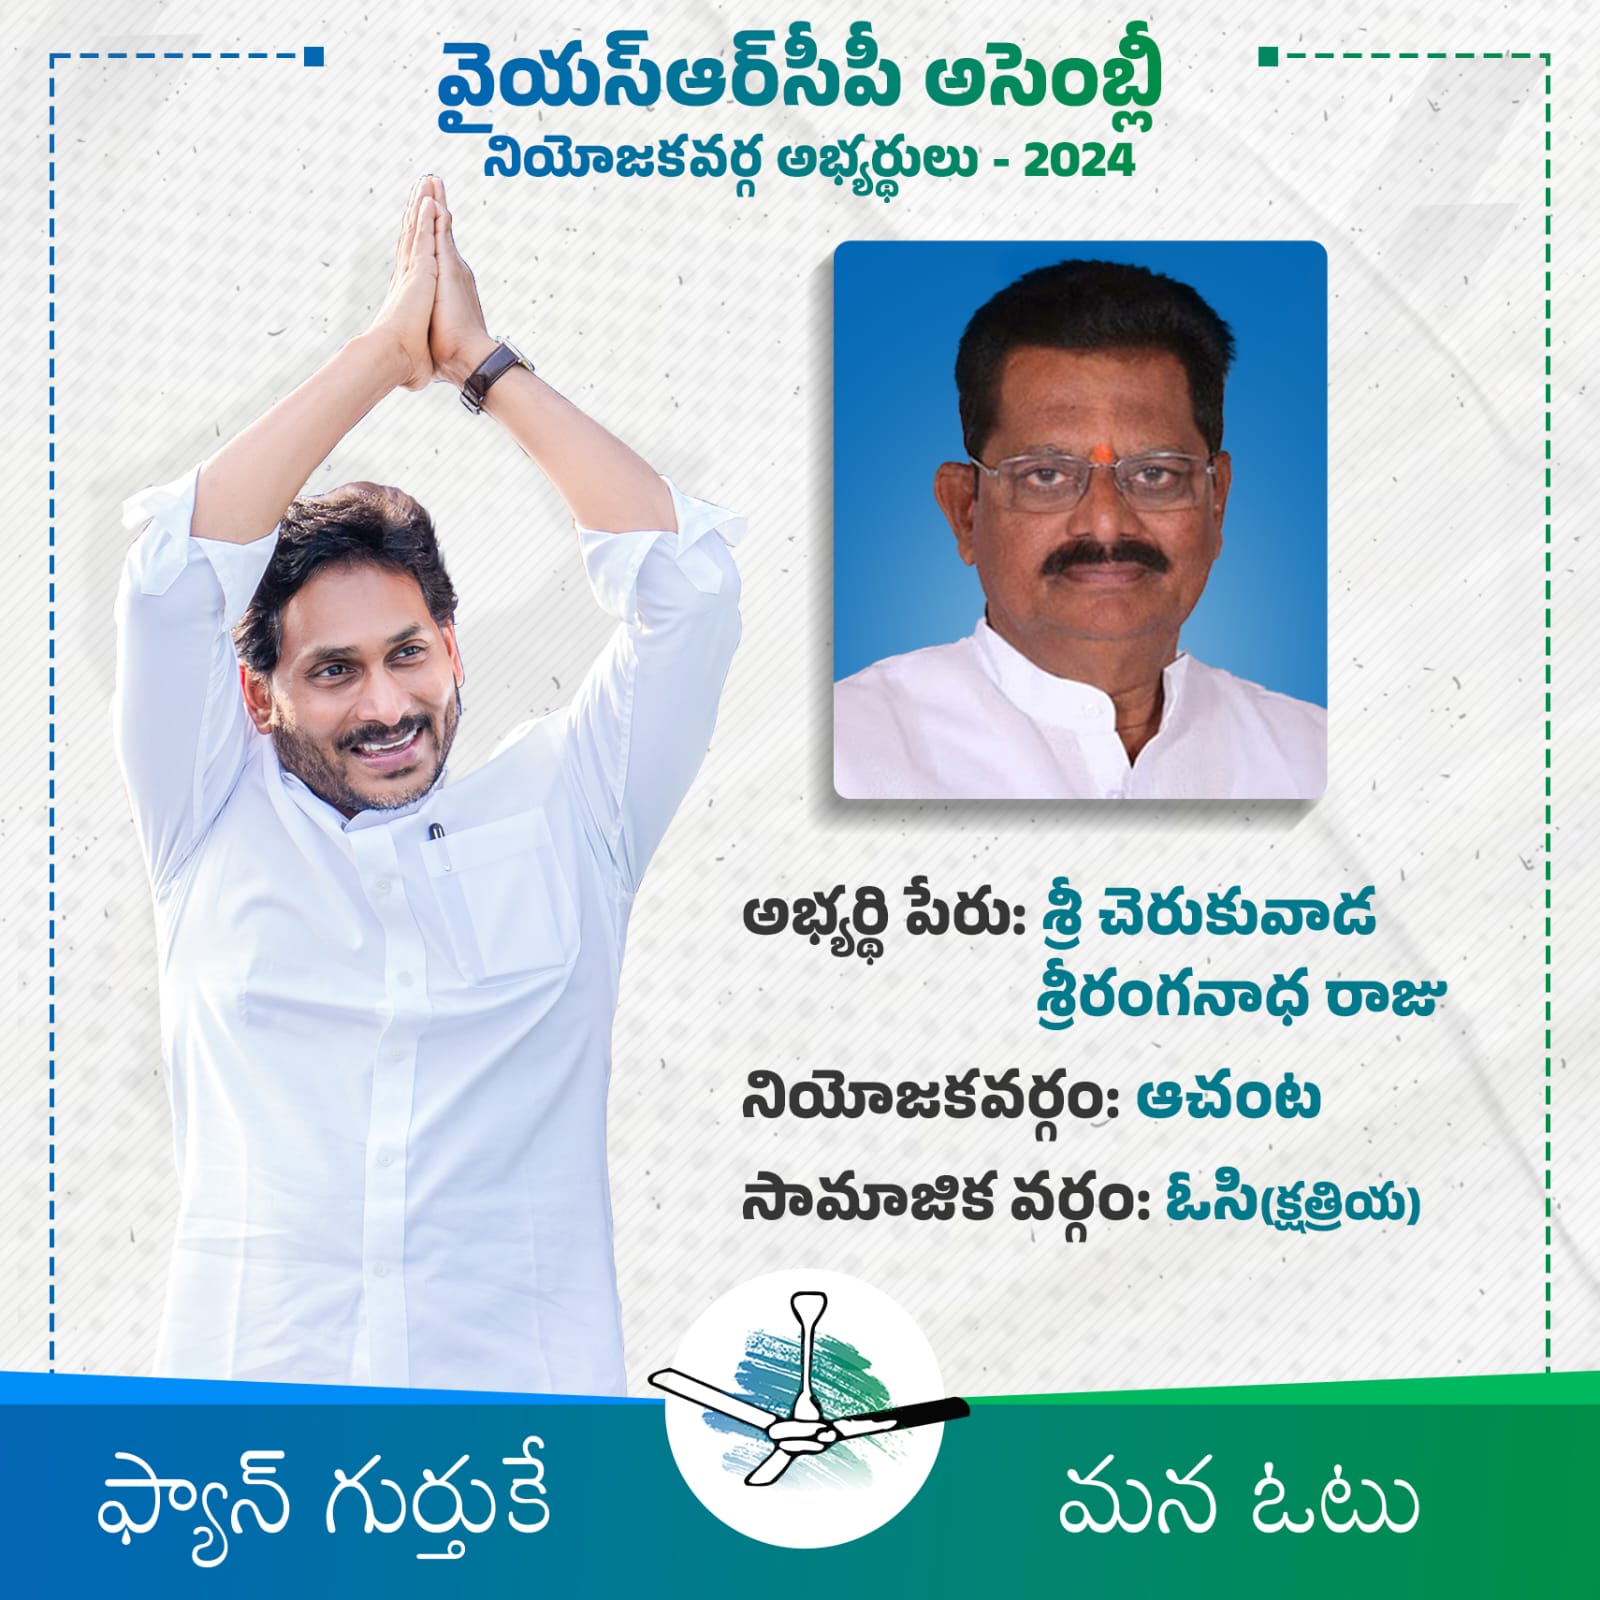 వైయస్ఆర్‌సీపీ అసెంబ్లీ
నియోజకవర్గ అభ్యర్థులు - 2024
అభ్యర్థి పేరు: శ్రీ చెరుకువాడ
శ్రీరంగనాధ రాజు
నియోజకవర్గం: ఆచంట
సామాజిక వర్గం: ఓసి(క్షత్రియ)
ఫ్యాన్ గుర్తుకే మన ఓటు